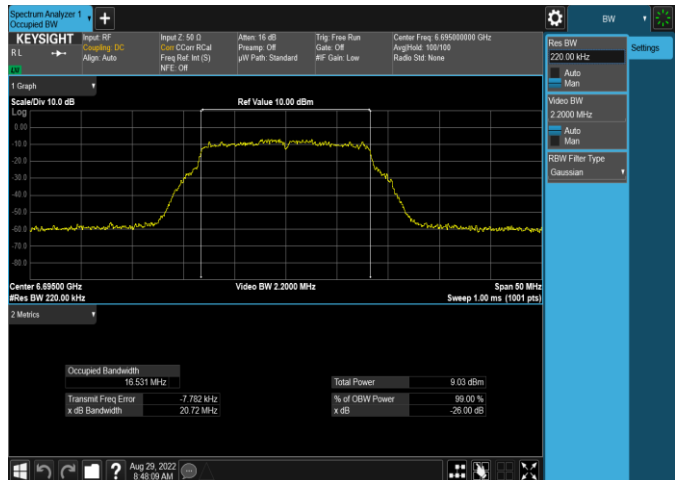 Spectrum Analyzer 1
Occupied BW
BW
KEYSIGHT
R L
LW
Input: RF
Coupling: DC
Align: Auto
Input Z: 50 Ω
Corr CCorr RCal
Freq Ref: Int (S)
NFE: Off
Atten: 16 dB
Preamp: Off
µW Path: Standard
Trig: Free Run
Gate: Off
#IF Gain: Low
Center Freq: 6.695000000 GHz
Avg|Hold: 100/100
Radio Std: None
Res BW
220.00 kHz
Auto
Man
Video BW
2.2000 MHz
Auto
Man
RBW Filter Type
Gaussian
Settings
1 Graph
Scale/Div 10.0 dB
Ref Value 10.00 dBm
Log
0.00
-10.0
-20.0
-30.0
-40.0
-50.0
-60.0
-70.0
-80.0
Center 6.69500 GHz
#Res BW 220.00 kHz
Video BW 2.2000 MHz
Span 50 MHz
Sweep 1.00 ms (1001 pts)
2 Metrics
Occupied Bandwidth
16.531 MHz
Transmit Freq Error -7.782 kHz
x dB Bandwidth 20.72 MHz
Total Power 9.03 dBm
% of OBW Power 99.00 %
x dB -26.00 dB
Aug 29, 2022
8:48:09 AM